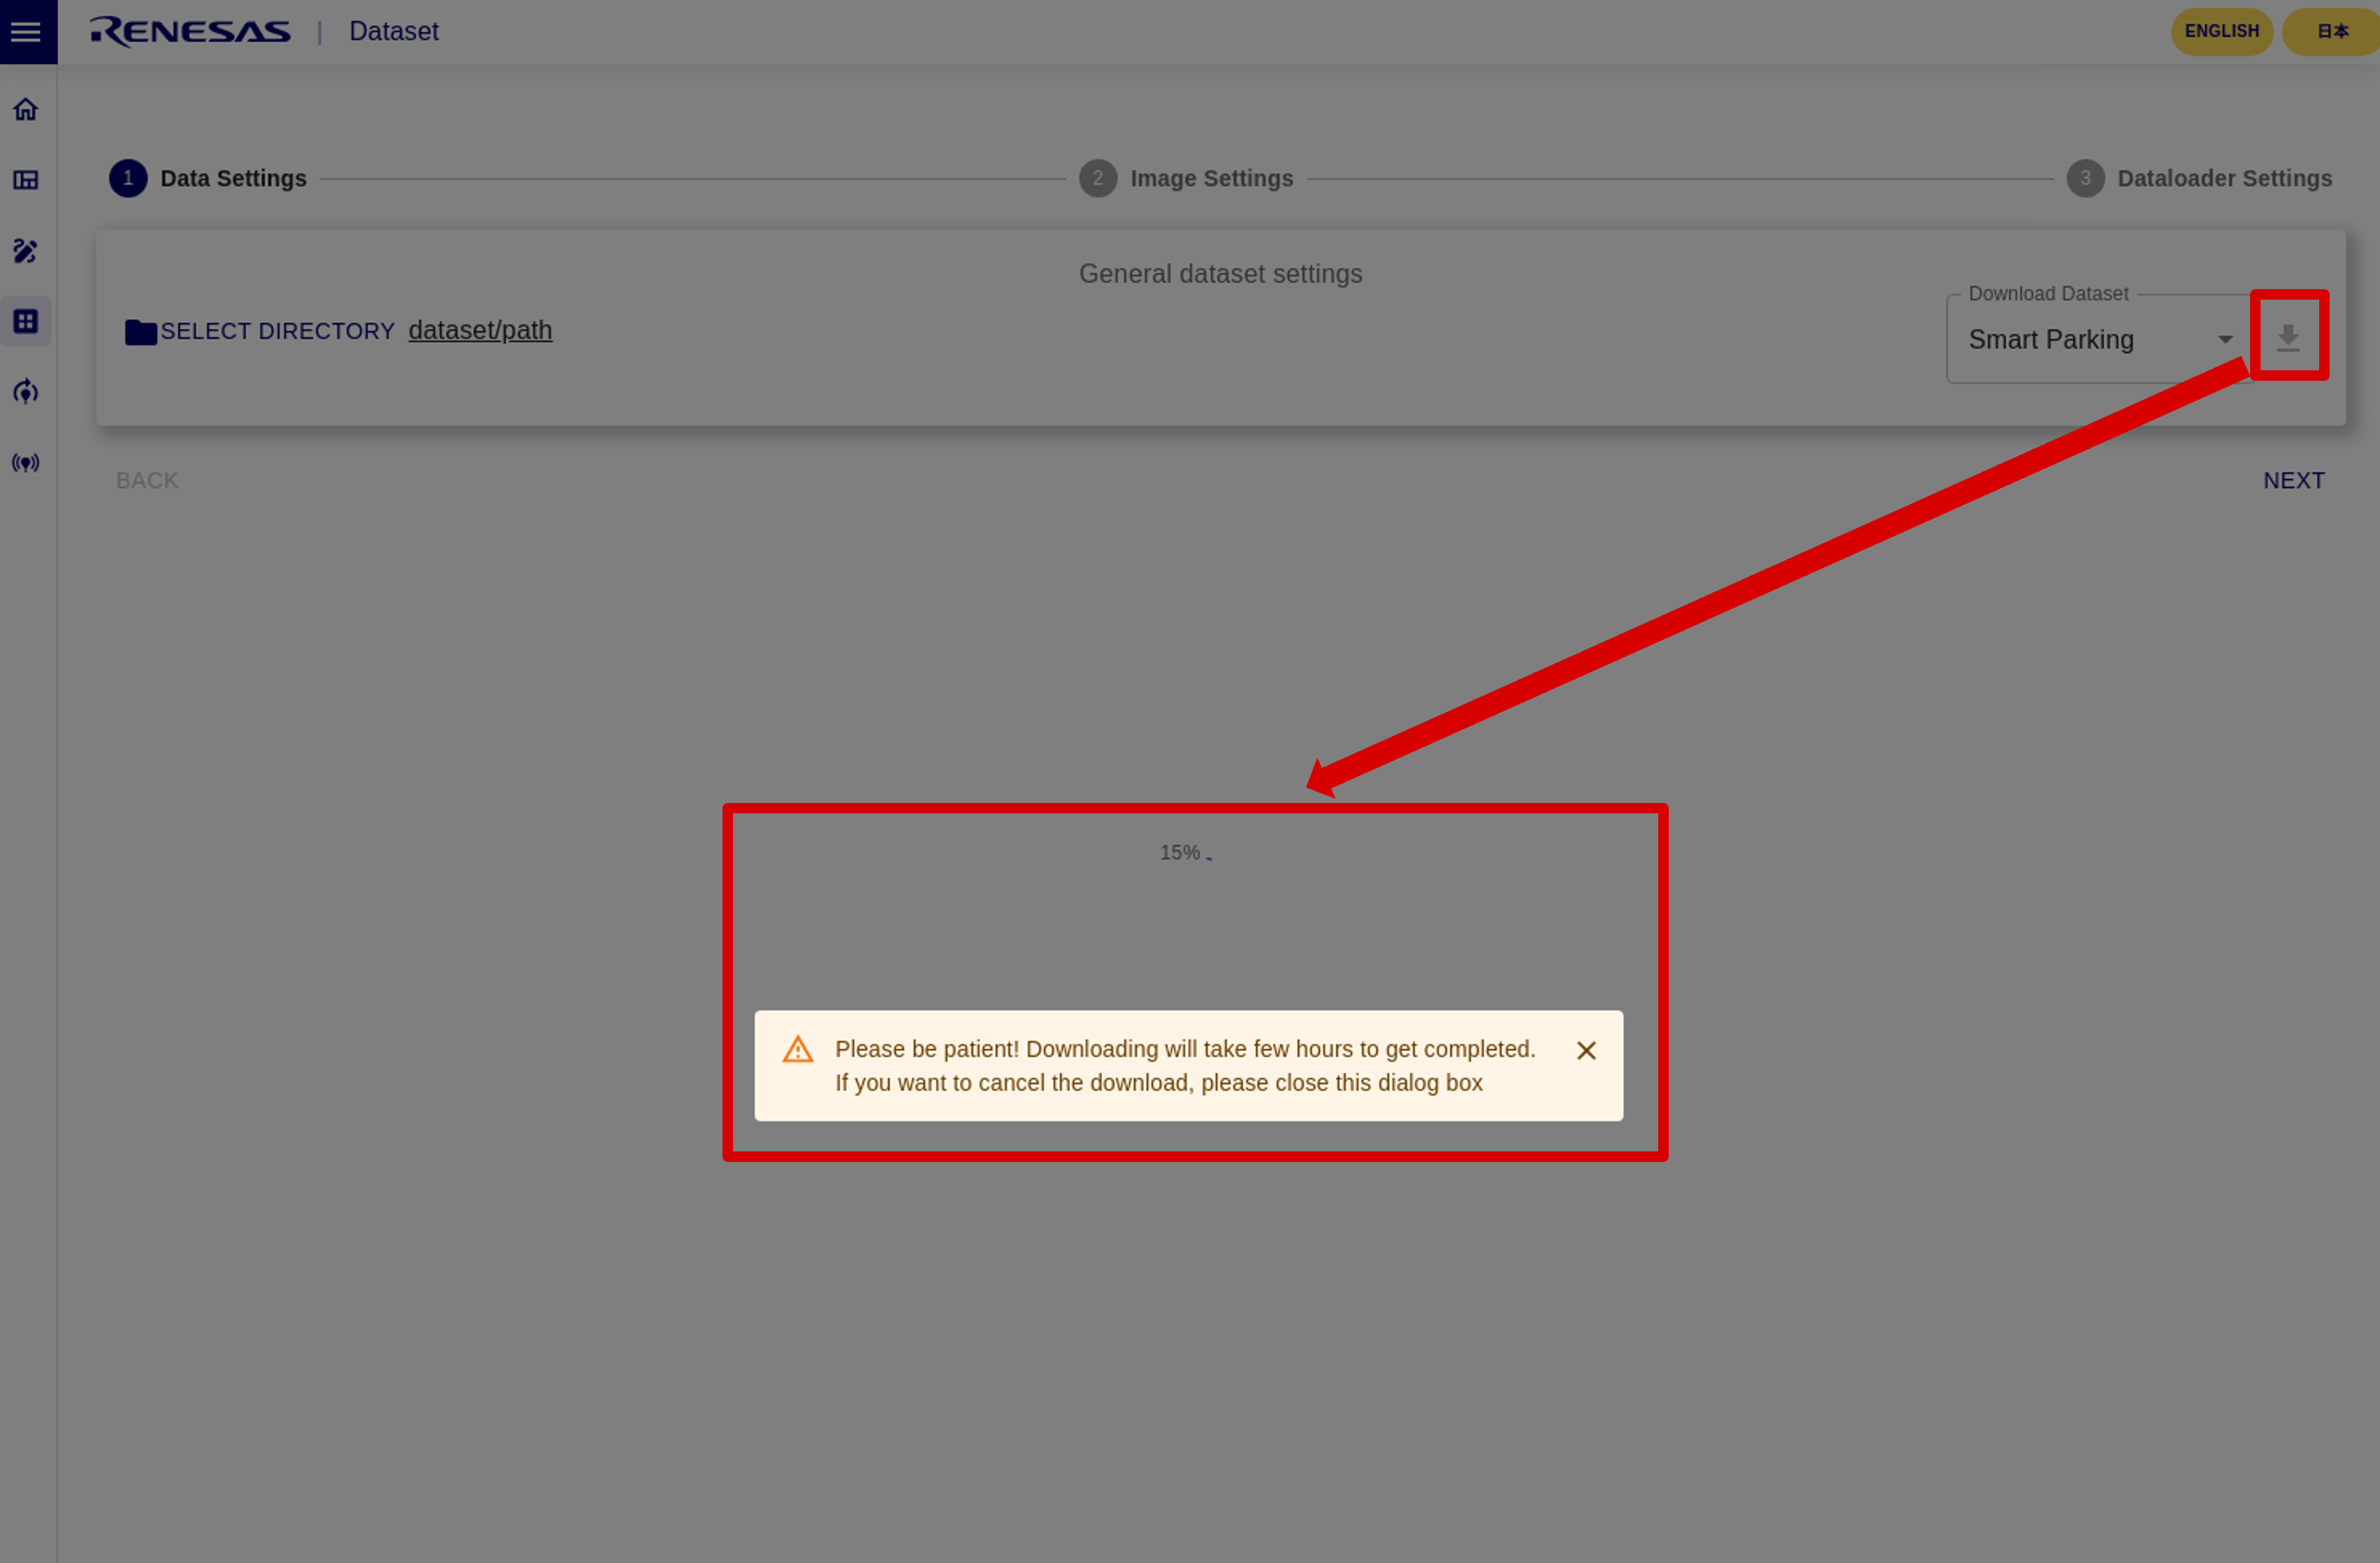 RENESAS | Dataset
ENGLISH
日本
1 Data Settings
2 Image Settings
3 Dataloader Settings
General dataset settings
SELECT DIRECTORY dataset/path
Download Dataset
Smart Parking
BACK
NEXT
15%
Please be patient! Downloading will take few hours to get completed.
If you want to cancel the download, please close this dialog box